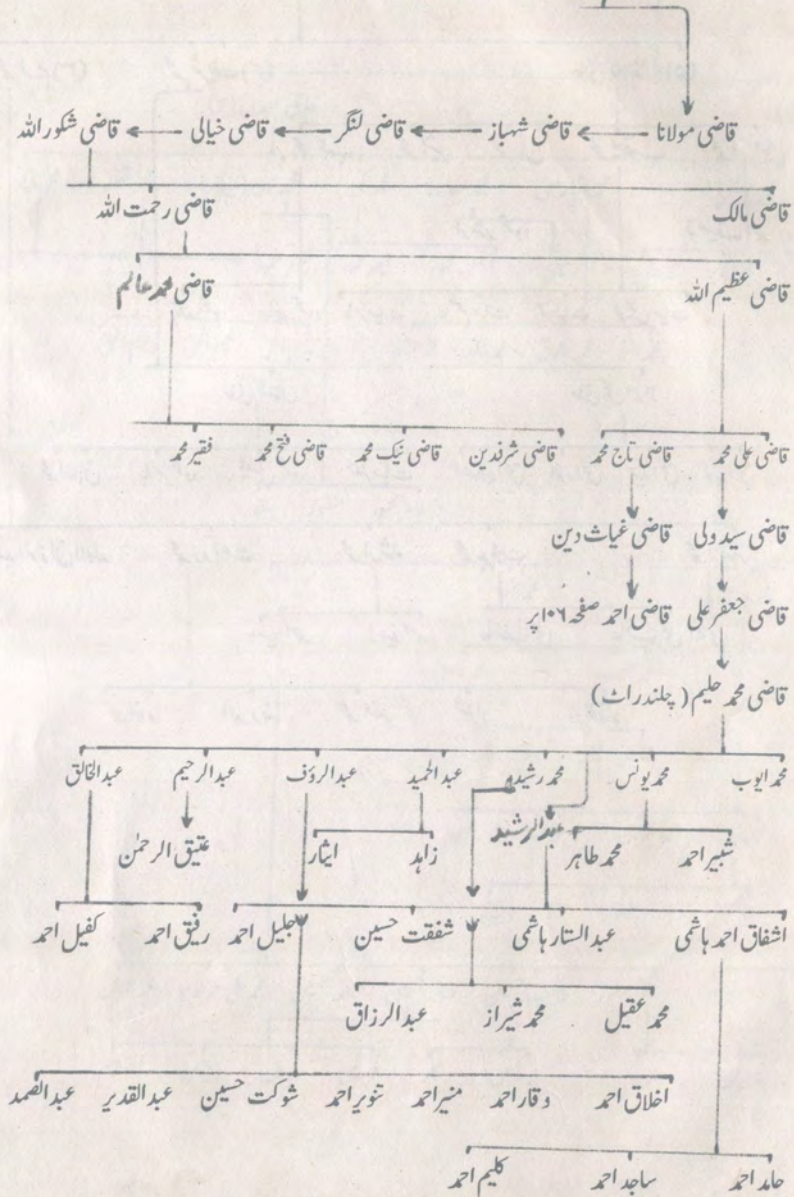 قاضی مولانا قاضی شہباز قاضی لنگر قاضی خیالی قاضی شکور اللہ
قاضی مالک قاضی رحمت اللہ
قاضی عظیم اللہ قاضی محمد عالم
قاضی علی محمد قاضی تاج محمد قاضی شرفدین قاضی نیک محمد قاضی فتح محمد فقیر محمد
قاضی سید ولی قاضی غیاث دین
قاضی جعفر علی قاضی احمد صفحہ ۱۰۶ پر
قاضی محمد حلیم (چلندراٹ)
محمد ایوب محمد یونس محمد رشید عبدالحمید عبدالرؤف عبدالرحیم عبدالخالق
شبیر احمد محمد طاہر عبدالرشید زاہد ایثار عتیق الرحمٰن
اشفاق احمد ہاشمی عبدالستار ہاشمی شفقت حسین جلیل احمد رفیق احمد کفیل احمد
محمد عقیل محمد شیراز عبدالرزاق
اخلاق احمد وقار احمد منیر احمد تنویر احمد شوکت حسین عبدالقدیر عبدالصمد
حامد احمد ساجد احمد کلیم احمد